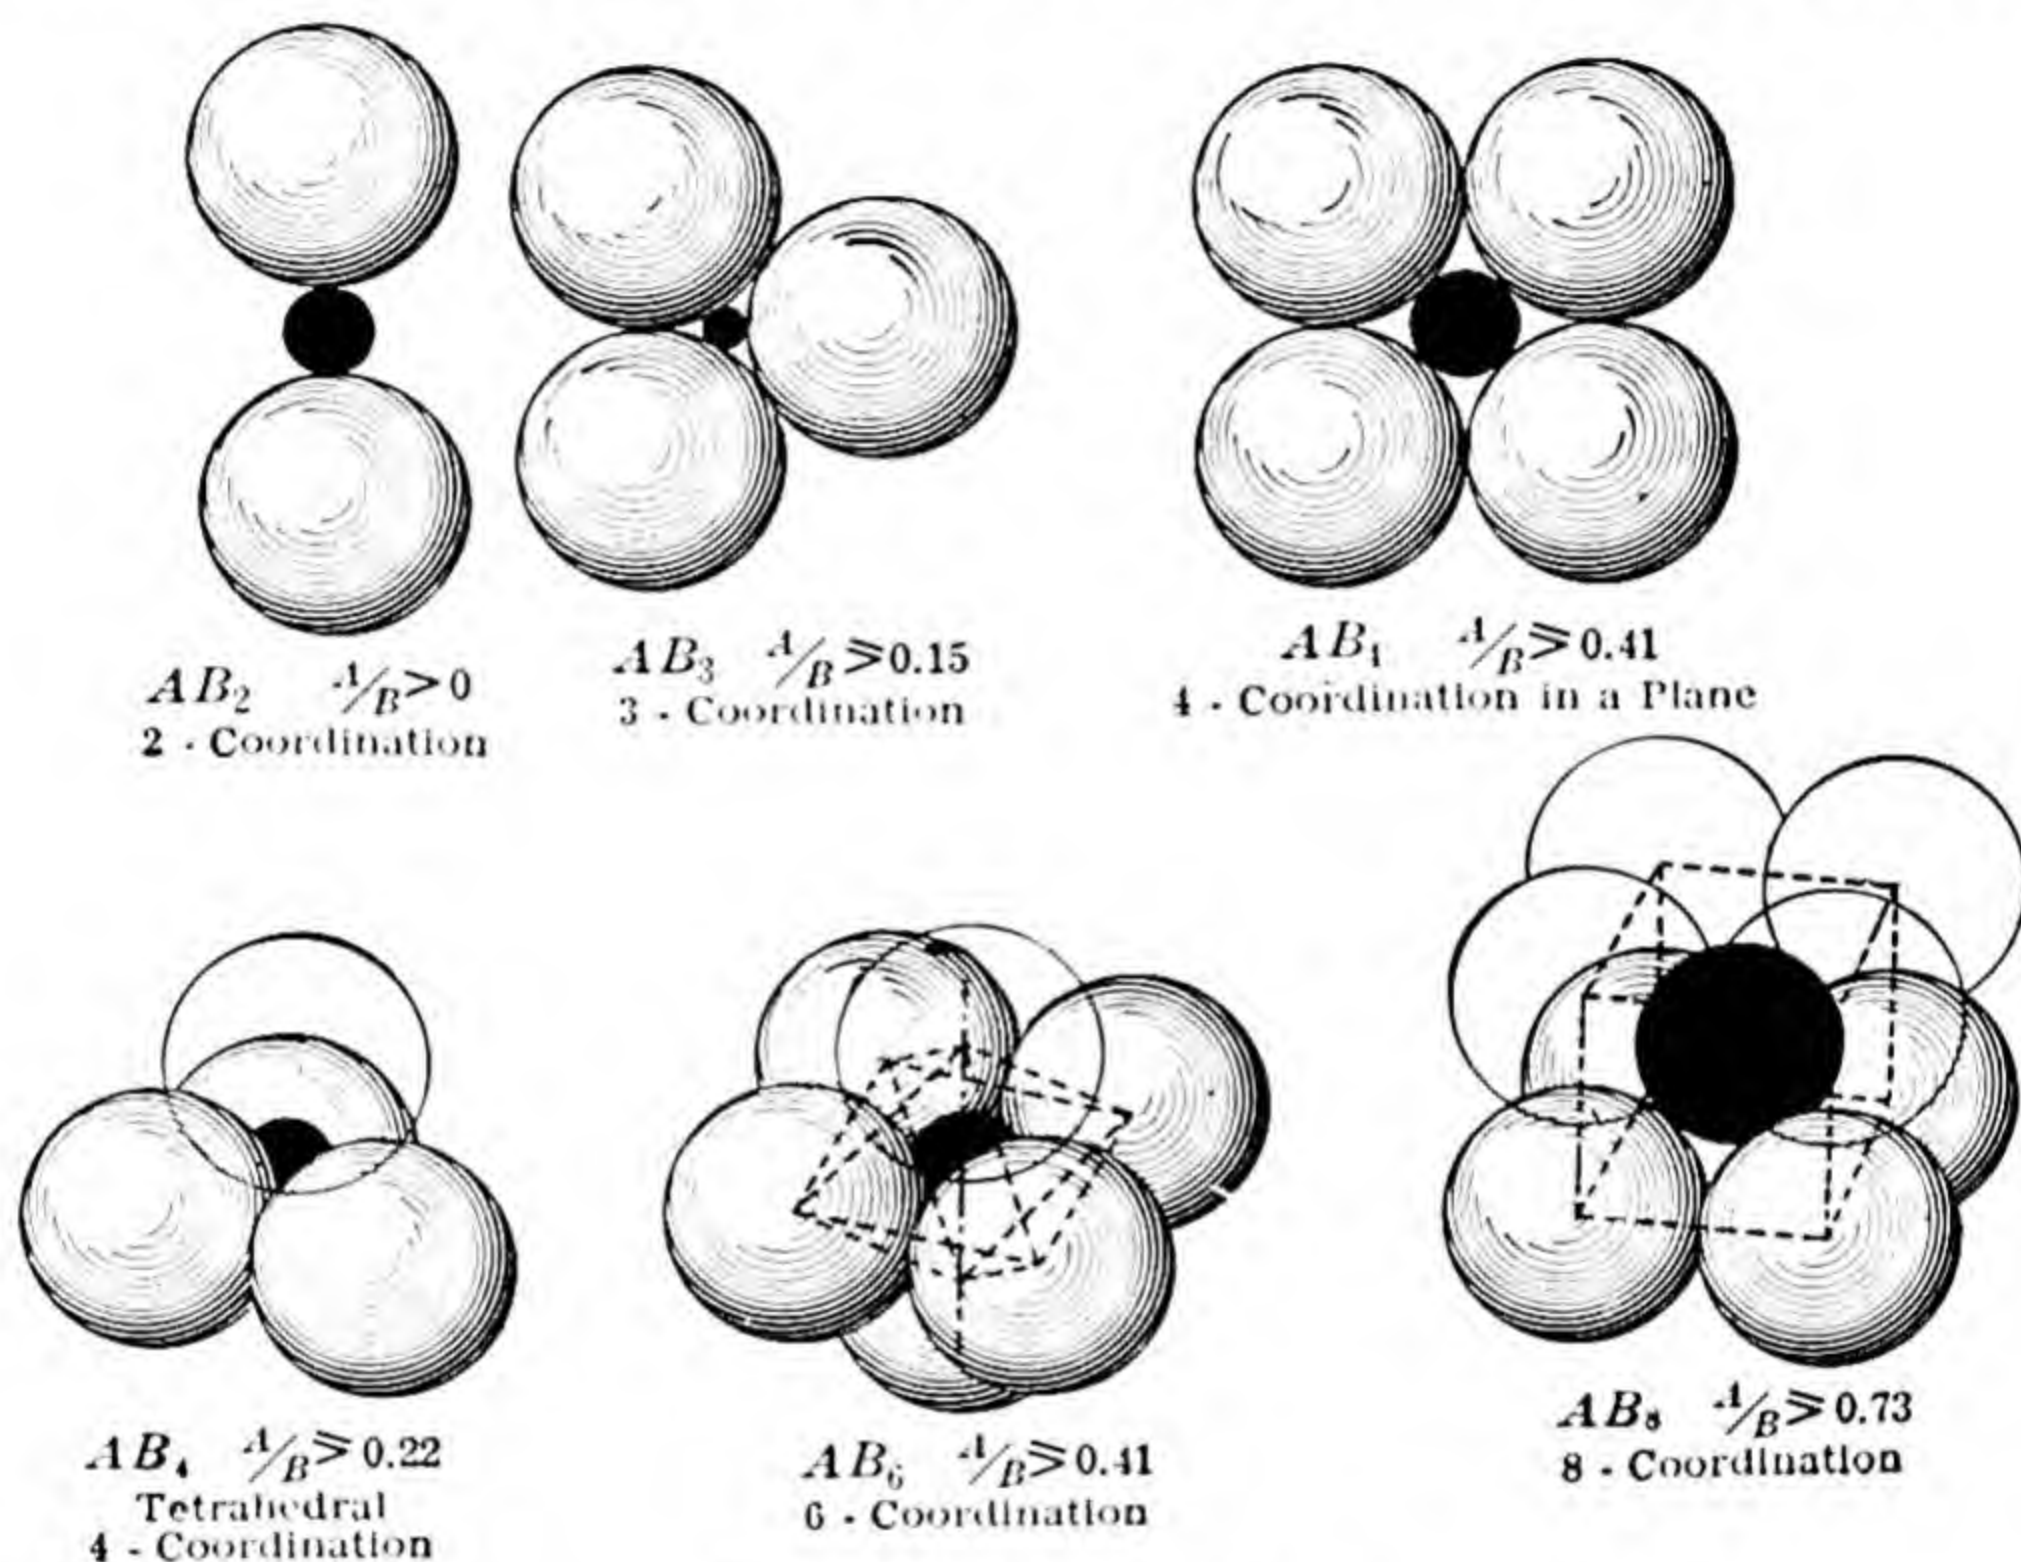 AB₂ A/B > 0
2 - Coordination
AB₃ A/B ⩾ 0.15
3 - Coordination
AB₄ A/B ⩾ 0.41
4 - Coordination in a Plane
AB₄ A/B ⩾ 0.22
Tetrahedral
4 - Coordination
AB₆ A/B ⩾ 0.41
6 - Coordination
AB₈ A/B ⩾ 0.73
8 - Coordination